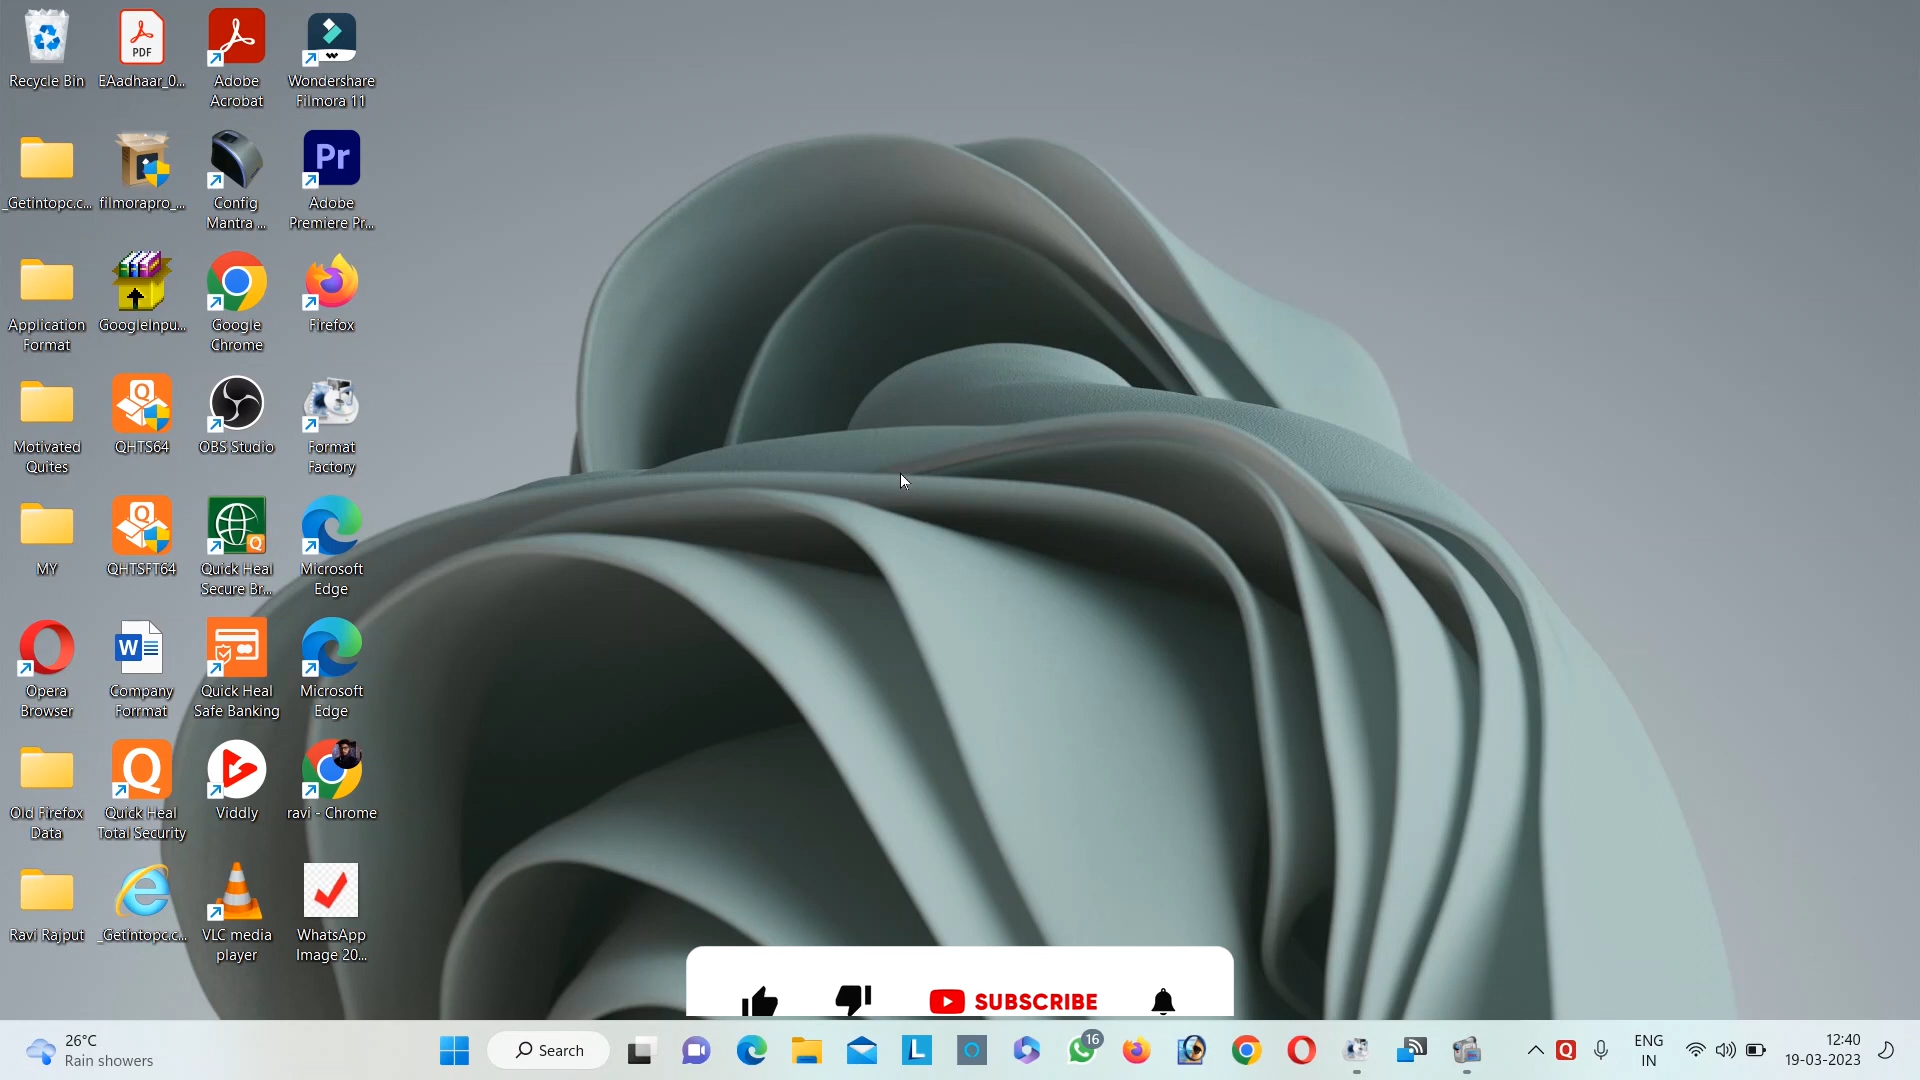 Recycle Bin
EAadhaar_0...
PDF
Adobe
Acrobat
Wondershare
Filmora 11
_Getintopc.c...
filmorapro_...
Config
Mantra ...
Pr
Adobe
Premiere Pr...
Application
Format
GoogleInpu...
Google
Chrome
Firefox
Motivated
Quites
QHTS64
OBS Studio
Format
Factory
MY
QHTSFT64
Quick Heal
Secure Br...
Microsoft
Edge
Opera
Browser
W
Company
Forrmat
Quick Heal
Safe Banking
Microsoft
Edge
Old Firefox
Data
Quick Heal
Total Security
Viddly
ravi - Chrome
Ravi Rajput
_Getintopc.c...
VLC media
player
WhatsApp
Image 20...
SUBSCRIBE
26°C
Rain showers
Search
L
16
Q
ENG
IN
12:40
19-03-2023